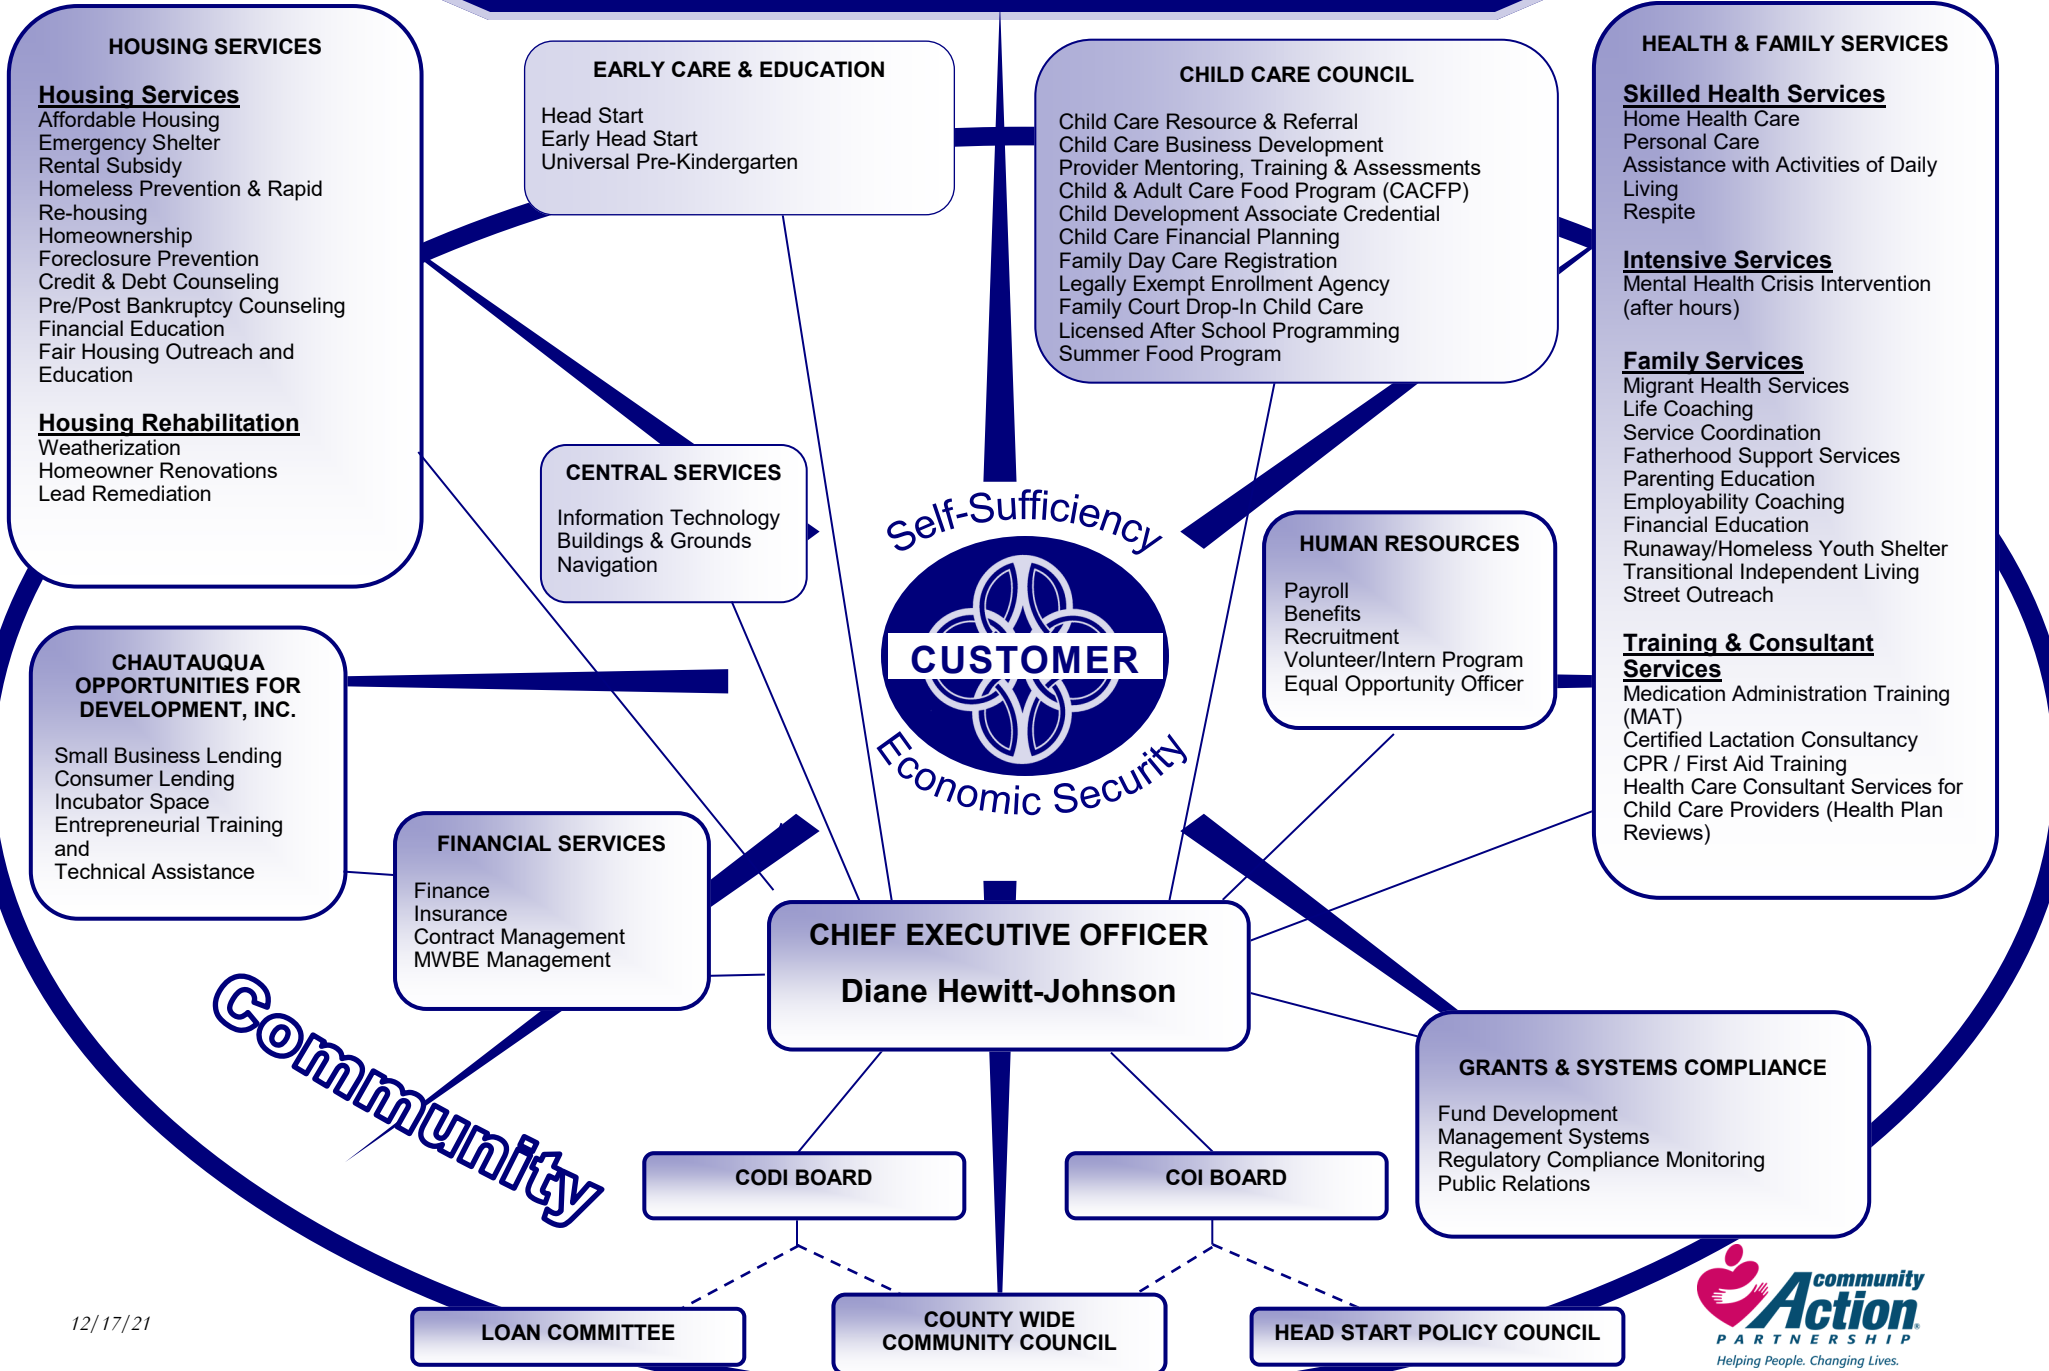 HOUSING SERVICES
Housing Services
Affordable Housing
Emergency Shelter
Rental Subsidy
Homeless Prevention & Rapid
Re-housing
Homeownership
Foreclosure Prevention
Credit & Debt Counseling
Pre/Post Bankruptcy Counseling
Financial Education
Fair Housing Outreach and
Education
Housing Rehabilitation
Weatherization
Homeowner Renovations
Lead Remediation
EARLY CARE & EDUCATION
Head Start
Early Head Start
Universal Pre-Kindergarten
CHILD CARE COUNCIL
Child Care Resource & Referral
Child Care Business Development
Provider Mentoring, Training & Assessments
Child & Adult Care Food Program (CACFP)
Child Development Associate Credential
Child Care Financial Planning
Family Day Care Registration
Legally Exempt Enrollment Agency
Family Court Drop-In Child Care
Licensed After School Programming
Summer Food Program
HEALTH & FAMILY SERVICES
Skilled Health Services
Home Health Care
Personal Care
Assistance with Activities of Daily
Living
Respite
Intensive Services
Mental Health Crisis Intervention
(after hours)
Family Services
Migrant Health Services
Life Coaching
Service Coordination
Fatherhood Support Services
Parenting Education
Employability Coaching
Financial Education
Runaway/Homeless Youth Shelter
Transitional Independent Living
Street Outreach
Training & Consultant
Services
Medication Administration Training
(MAT)
Certified Lactation Consultancy
CPR / First Aid Training
Health Care Consultant Services for
Child Care Providers (Health Plan
Reviews)
CENTRAL SERVICES
Information Technology
Buildings & Grounds
Navigation
Self-Sufficiency
CUSTOMER
Economic Security
HUMAN RESOURCES
Payroll
Benefits
Recruitment
Volunteer/Intern Program
Equal Opportunity Officer
CHAUTAUQUA
OPPORTUNITIES FOR
DEVELOPMENT, INC.
Small Business Lending
Consumer Lending
Incubator Space
Entrepreneurial Training
and
Technical Assistance
FINANCIAL SERVICES
Finance
Insurance
Contract Management
MWBE Management
CHIEF EXECUTIVE OFFICER
Diane Hewitt-Johnson
Community
GRANTS & SYSTEMS COMPLIANCE
Fund Development
Management Systems
Regulatory Compliance Monitoring
Public Relations
CODI BOARD
COI BOARD
LOAN COMMITTEE
COUNTY WIDE
COMMUNITY COUNCIL
HEAD START POLICY COUNCIL
12/17/21
community
Action®
PARTNERSHIP
Helping People. Changing Lives.